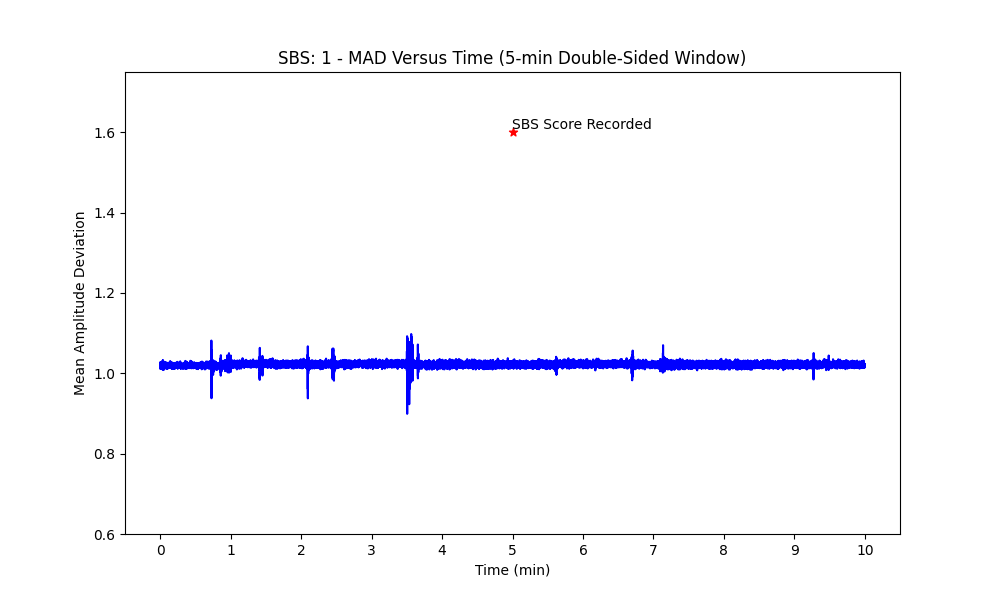 SBS: 1 - MAD Versus Time (5-min Double-Sided Window)
SBS Score Recorded
Mean Amplitude Deviation
1.6
1.4
1.2
1.0
0.8
0.6
0 1 2 3 4 5 6 7 8 9 10
Time (min)